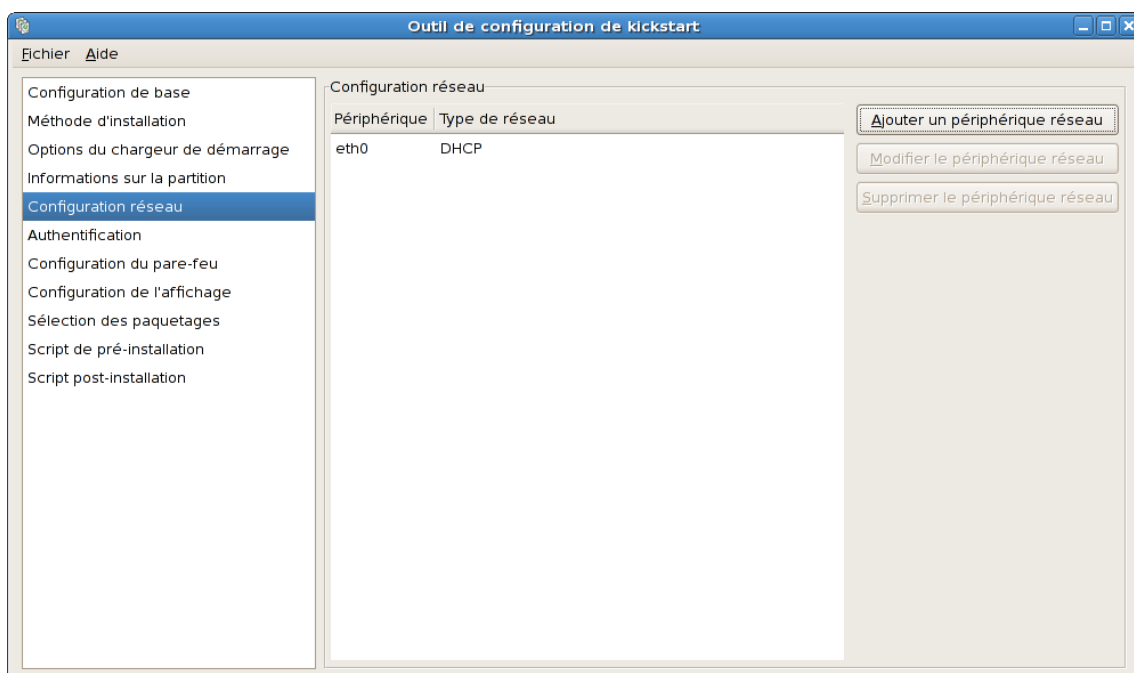 Outil de configuration de kickstart
Fichier Aide
Configuration de base
Méthode d'installation
Options du chargeur de démarrage
Informations sur la partition
Configuration réseau
Authentification
Configuration du pare-feu
Configuration de l'affichage
Sélection des paquetages
Script de pré-installation
Script post-installation
Configuration réseau
Périphérique Type de réseau
eth0 DHCP
Ajouter un périphérique réseau
Modifier le périphérique réseau
Supprimer le périphérique réseau